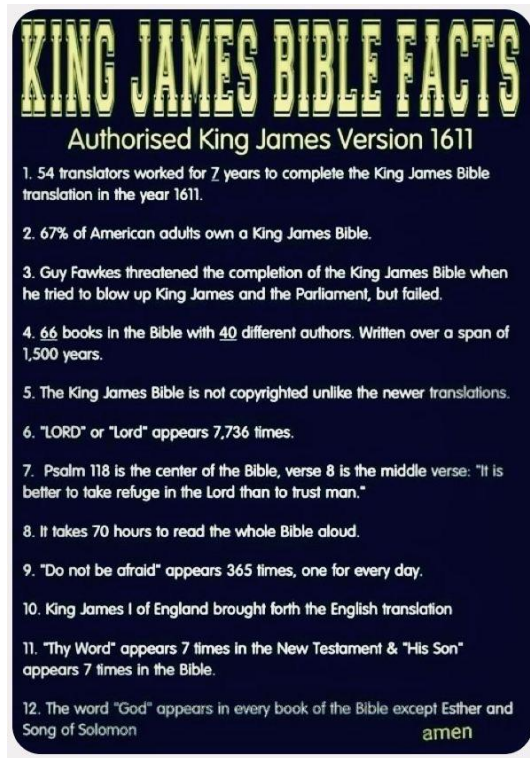 KING JAMES BIBLE FACTS
Authorised King James Version 1611
1. 54 translators worked for 7 years to complete the King James Bible
translation in the year 1611.
2. 67% of American adults own a King James Bible.
3. Guy Fawkes threatened the completion of the King James Bible when
he tried to blow up King James and the Parliament, but failed.
4. 66 books in the Bible with 40 different authors. Written over a span of
1,500 years.
5. The King James Bible is not copyrighted unlike the newer translations.
6. "LORD" or "Lord" appears 7,736 times.
7. Psalm 118 is the center of the Bible, verse 8 is the middle verse: "It is
better to take refuge in the Lord than to trust man."
8. It takes 70 hours to read the whole Bible aloud.
9. "Do not be afraid" appears 365 times, one for every day.
10. King James I of England brought forth the English translation
11. "Thy Word" appears 7 times in the New Testament & "His Son"
appears 7 times in the Bible.
12. The word "God" appears in every book of the Bible except Esther and
Song of Solomon
amen